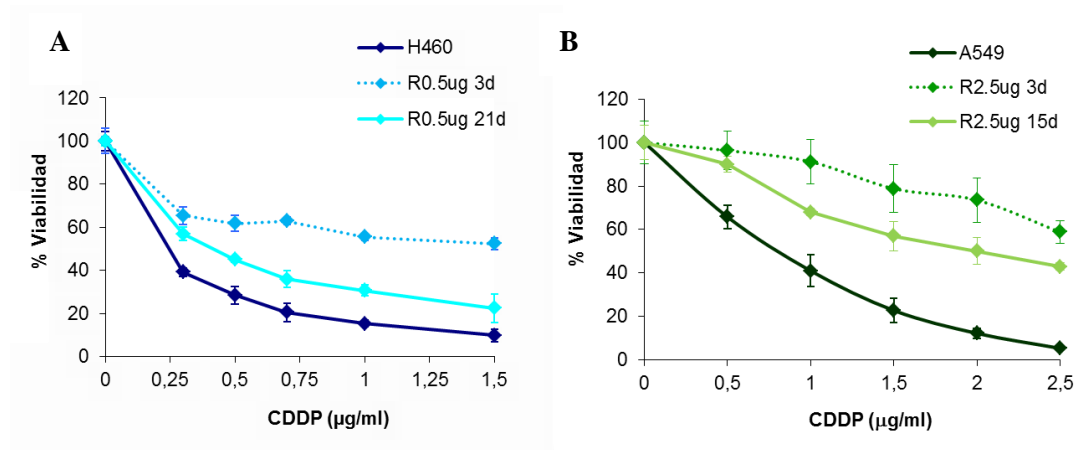 A
H460
R0.5ug 3d
R0.5ug 21d
120
100
80
60
40
20
0
% Viabilidad
0 0,25 0,5 0,75 1 1,25 1,5
CDDP (µg/ml)
B
A549
R2.5ug 3d
R2.5ug 15d
120
100
80
60
40
20
0
% Viabilidad
0 0,5 1 1,5 2 2,5
CDDP (µg/ml)